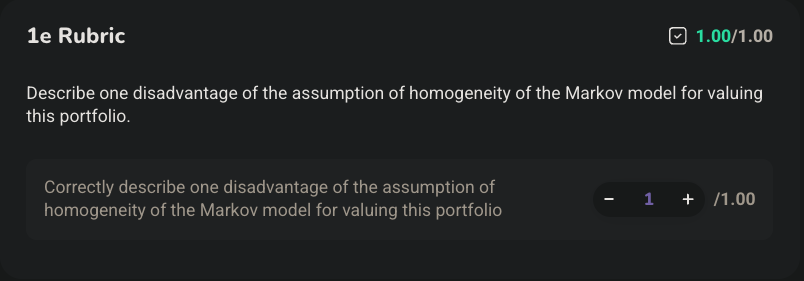 1e Rubric
1.00/1.00
Describe one disadvantage of the assumption of homogeneity of the Markov model for valuing
this portfolio.
Correctly describe one disadvantage of the assumption of
homogeneity of the Markov model for valuing this portfolio
− 1 + /1.00